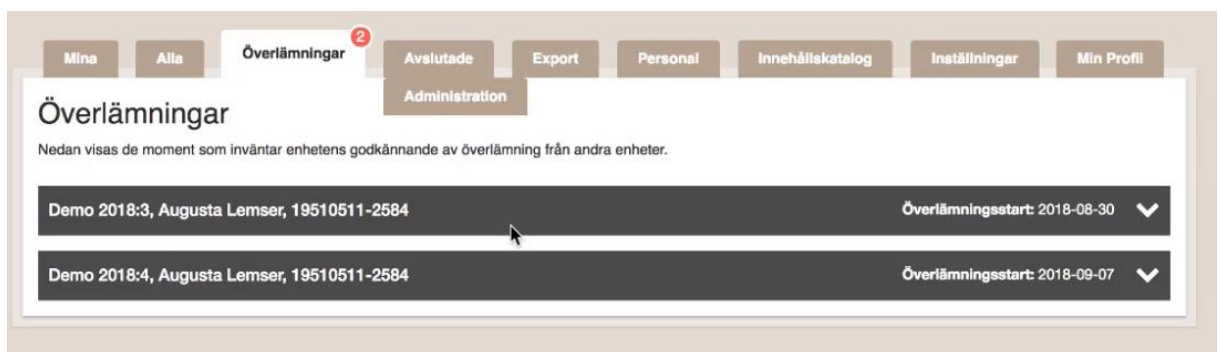 Mina Alla Överlämningar 2 Avslutade Export Personal Innehållskatalog Inställningar Min Profil
Administration
Överlämningar
Nedan visas de moment som inväntar enhetens godkännande av överlämning från andra enheter.
Demo 2018:3, Augusta Lemser, 19510511-2584 Överlämningsstart: 2018-08-30
Demo 2018:4, Augusta Lemser, 19510511-2584 Överlämningsstart: 2018-09-07